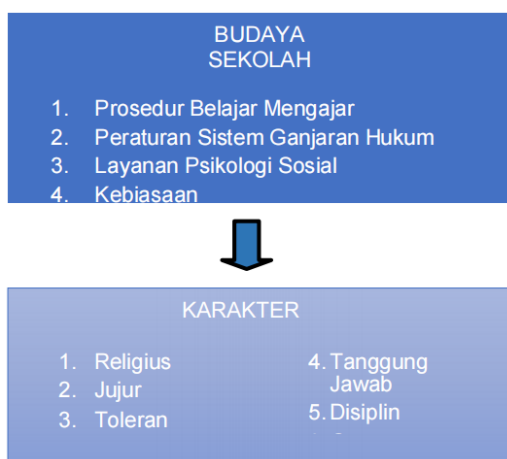 BUDAYA
SEKOLAH
1. Prosedur Belajar Mengajar
2. Peraturan Sistem Ganjaran Hukum
3. Layanan Psikologi Sosial
4. Kebiasaan
KARAKTER
1. Religius
2. Jujur
3. Toleran
4. Tanggung
Jawab
5. Disiplin